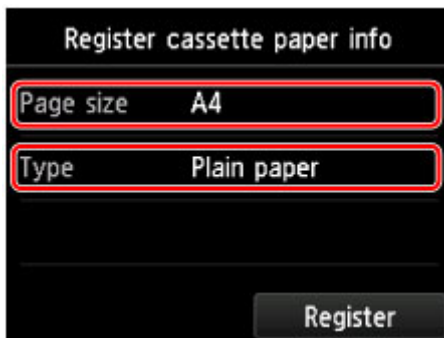 Register cassette paper info
Page size A4
Type Plain paper
Register